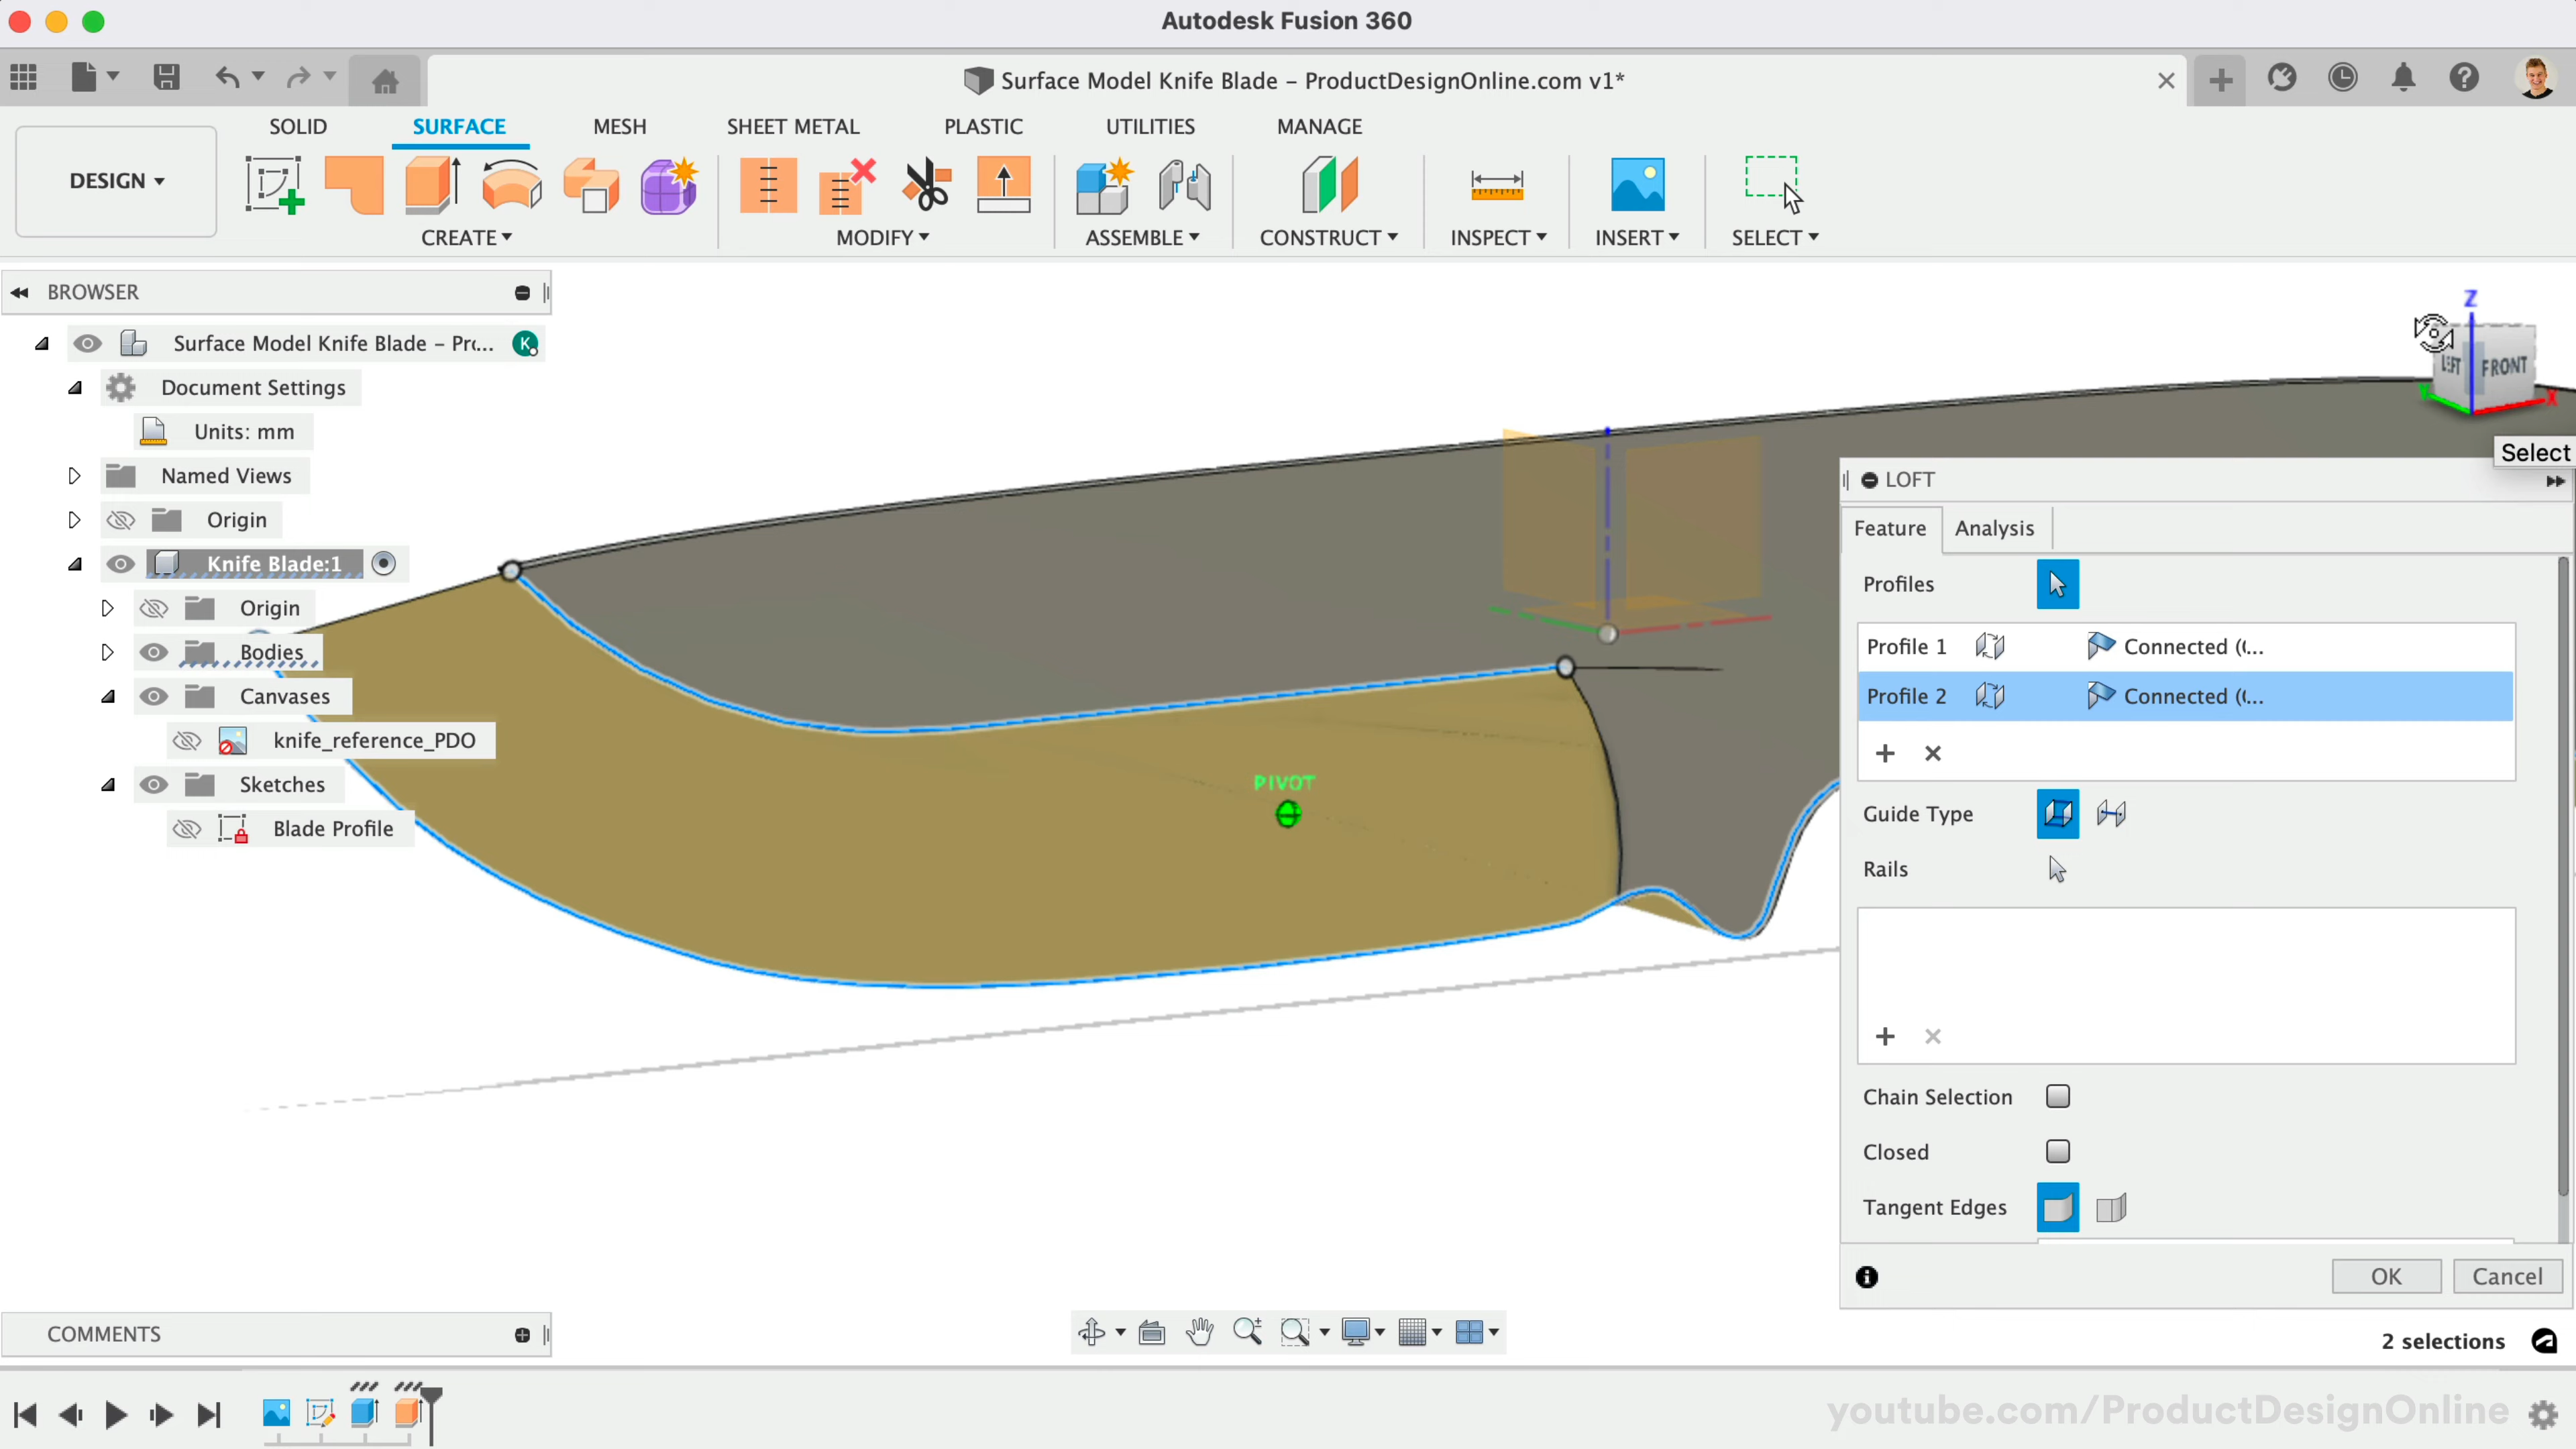 Autodesk Fusion 360
Surface Model Knife Blade – ProductDesignOnline.com v1*
SOLID SURFACE MESH SHEET METAL PLASTIC UTILITIES MANAGE
DESIGN
CREATE MODIFY ASSEMBLE CONSTRUCT INSPECT INSERT SELECT
BROWSER
Surface Model Knife Blade – Pro... K
Document Settings
Units: mm
Named Views
Origin
Knife Blade:1
Origin
Bodies
Canvases
knife_reference_PDO
Sketches
Blade Profile
PIVOT
Z
LEFT FRONT
Y X
Select
LOFT
Feature Analysis
Profiles
Profile 1 Connected (C...
Profile 2 Connected (C...
Guide Type
Rails
Chain Selection
Closed
Tangent Edges
OK Cancel
COMMENTS
2 selections
youtube.com/ProductDesignOnline